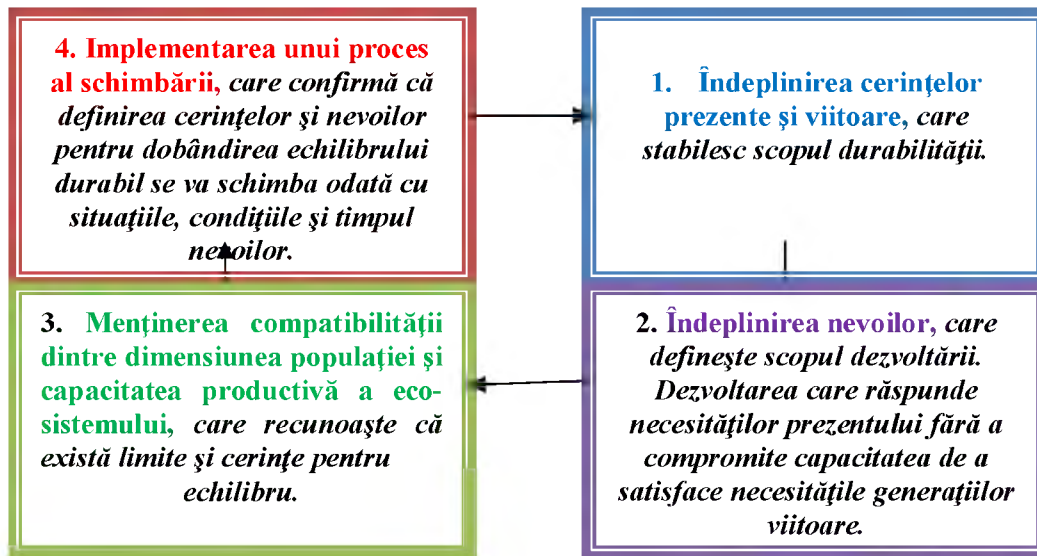 4. Implementarea unui proces
al schimbării, care confirmă că
definirea cerinţelor şi nevoilor
pentru dobândirea echilibrului
durabil se va schimba odată cu
situaţiile, condiţiile şi timpul
nevoilor.
1. Îndeplinirea cerinţelor
prezente şi viitoare, care
stabilesc scopul durabilităţii.
2. Îndeplinirea nevoilor, care
defineşte scopul dezvoltării.
Dezvoltarea care răspunde
necesităţilor prezentului fără a
compromite capacitatea de a
satisface necesităţile generaţiilor
viitoare.
3. Menţinerea compatibilităţii
dintre dimensiunea populaţiei şi
capacitatea productivă a eco-
sistemului, care recunoaşte că
există limite şi cerinţe pentru
echilibru.